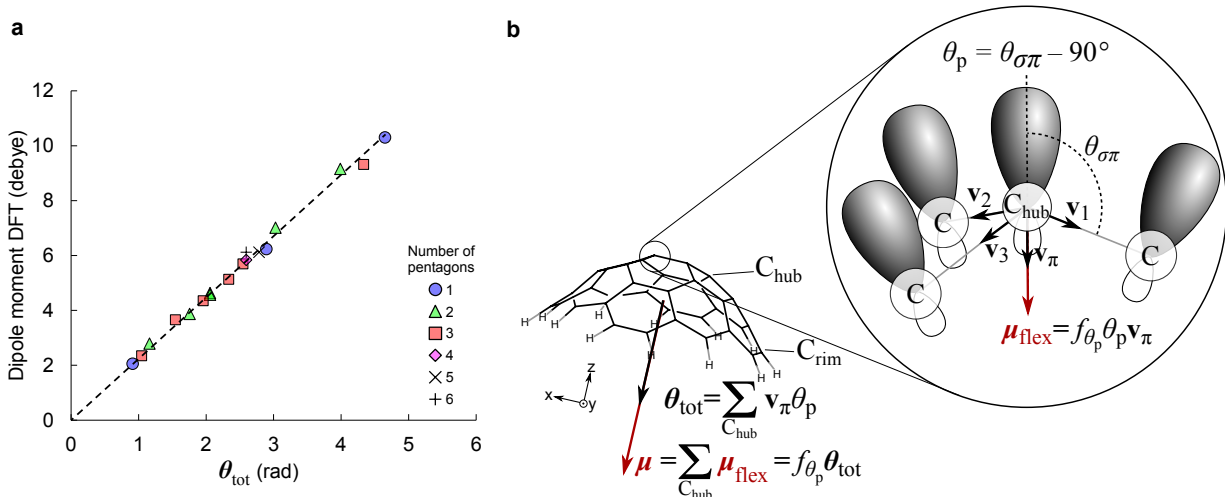 a
Dipole moment DFT (debye)
12
10
8
6
4
2
0
0 1 2 3 4 5 6
θtot (rad)
Number of
pentagons
1
2
3
4
5
6
b
θp = θσπ – 90°
θσπ
v2
Chub
v1
C
v3
vπ
C
C
μflex = fθp θp vπ
Chub
Crim
H H H H H H H H H H
z
x
y
θtot = ∑ vπθp
Chub
μ = ∑ μflex = fθp θtot
Chub